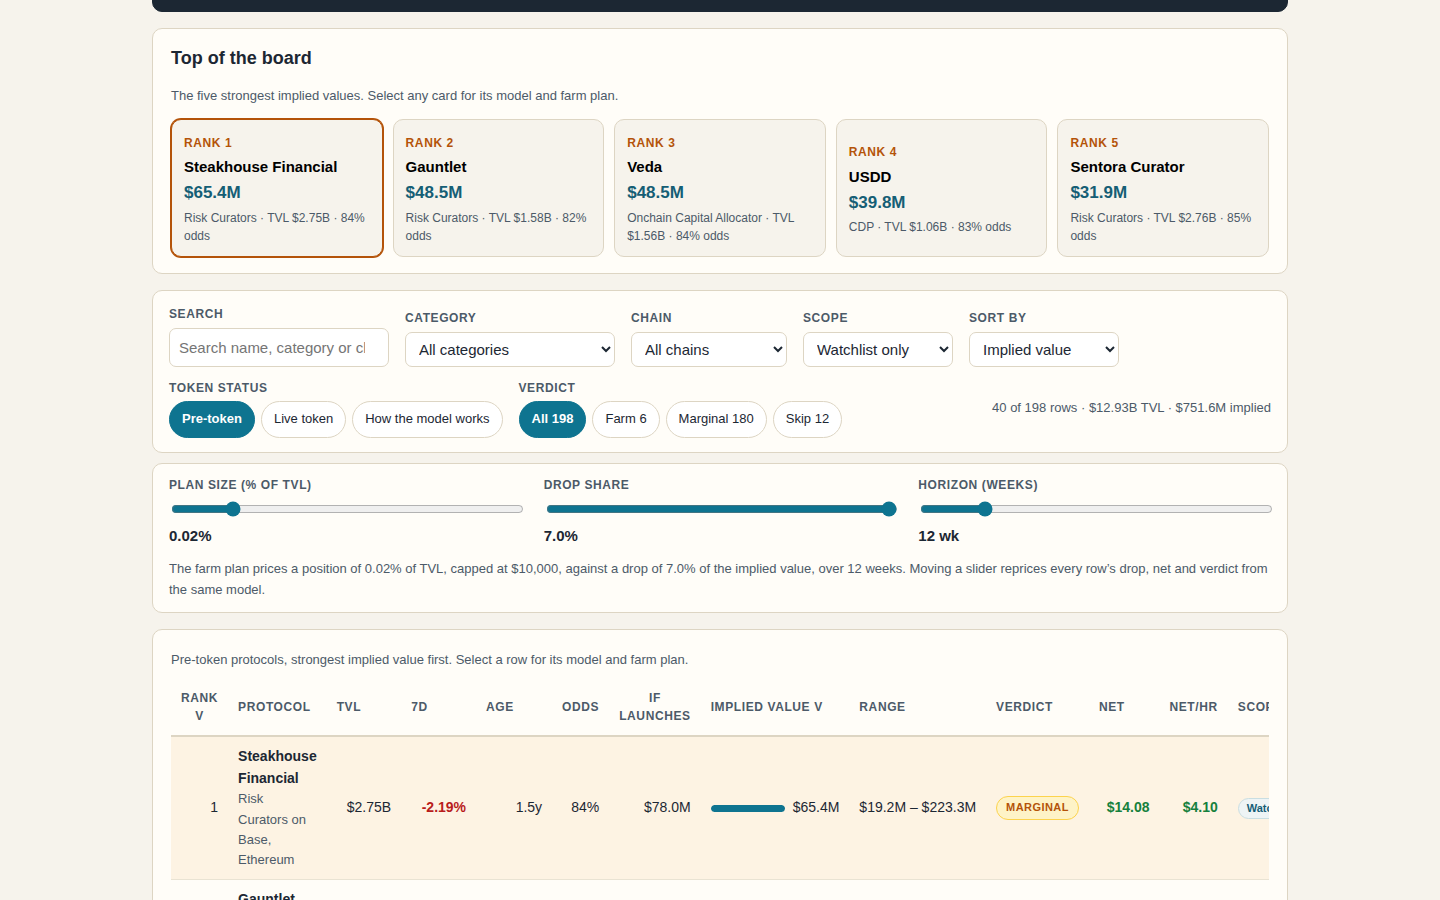 Top of the board
The five strongest implied values. Select any card for its model and farm plan.
RANK 1
Steakhouse Financial
$65.4M
Risk Curators · TVL $2.75B · 84%
odds
RANK 2
Gauntlet
$48.5M
Risk Curators · TVL $1.58B · 82%
odds
RANK 3
Veda
$48.5M
Onchain Capital Allocator · TVL
$1.56B · 84% odds
RANK 4
USDD
$39.8M
CDP · TVL $1.06B · 83% odds
RANK 5
Sentora Curator
$31.9M
Risk Curators · TVL $2.76B · 85%
odds
SEARCH
Search name, category or cl
CATEGORY
All categories
CHAIN
All chains
SCOPE
Watchlist only
SORT BY
Implied value
TOKEN STATUS
Pre-token Live token How the model works
VERDICT
All 198 Farm 6 Marginal 180 Skip 12
40 of 198 rows · $12.93B TVL · $751.6M implied
PLAN SIZE (% OF TVL)
0.02%
DROP SHARE
7.0%
HORIZON (WEEKS)
12 wk
The farm plan prices a position of 0.02% of TVL, capped at $10,000, against a drop of 7.0% of the implied value, over 12 weeks. Moving a slider reprices every row's drop, net and verdict from
the same model.
Pre-token protocols, strongest implied value first. Select a row for its model and farm plan.
RANK V PROTOCOL TVL 7D AGE ODDS IF LAUNCHES IMPLIED VALUE V RANGE VERDICT NET NET/HR SCOP
1
Steakhouse
Financial
Risk
Curators on
Base,
Ethereum
$2.75B -2.19% 1.5y 84% $78.0M $65.4M $19.2M – $223.3M MARGINAL $14.08 $4.10 Watc
Gauntlet